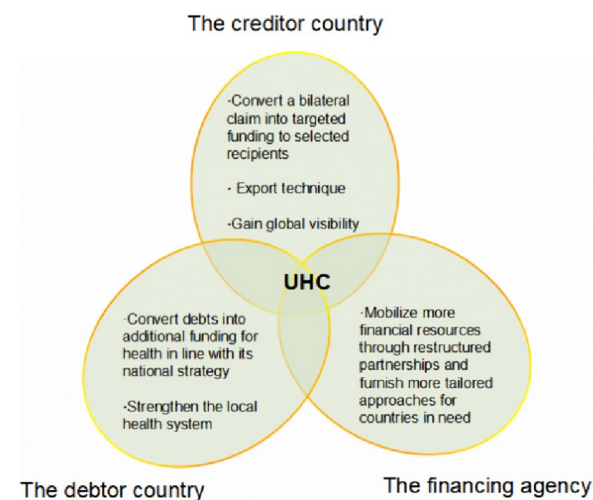 The creditor country
·Convert a bilateral
claim into targeted
funding to selected
recipients
· Export technique
·Gain global visibility
UHC
·Convert debts into
additional funding for
health in line with its
national strategy
·Strengthen the local
health system
·Mobilize more
financial resources
through restructured
partnerships and
furnish more tailored
approaches for
countries in need
The debtor country
The financing agency